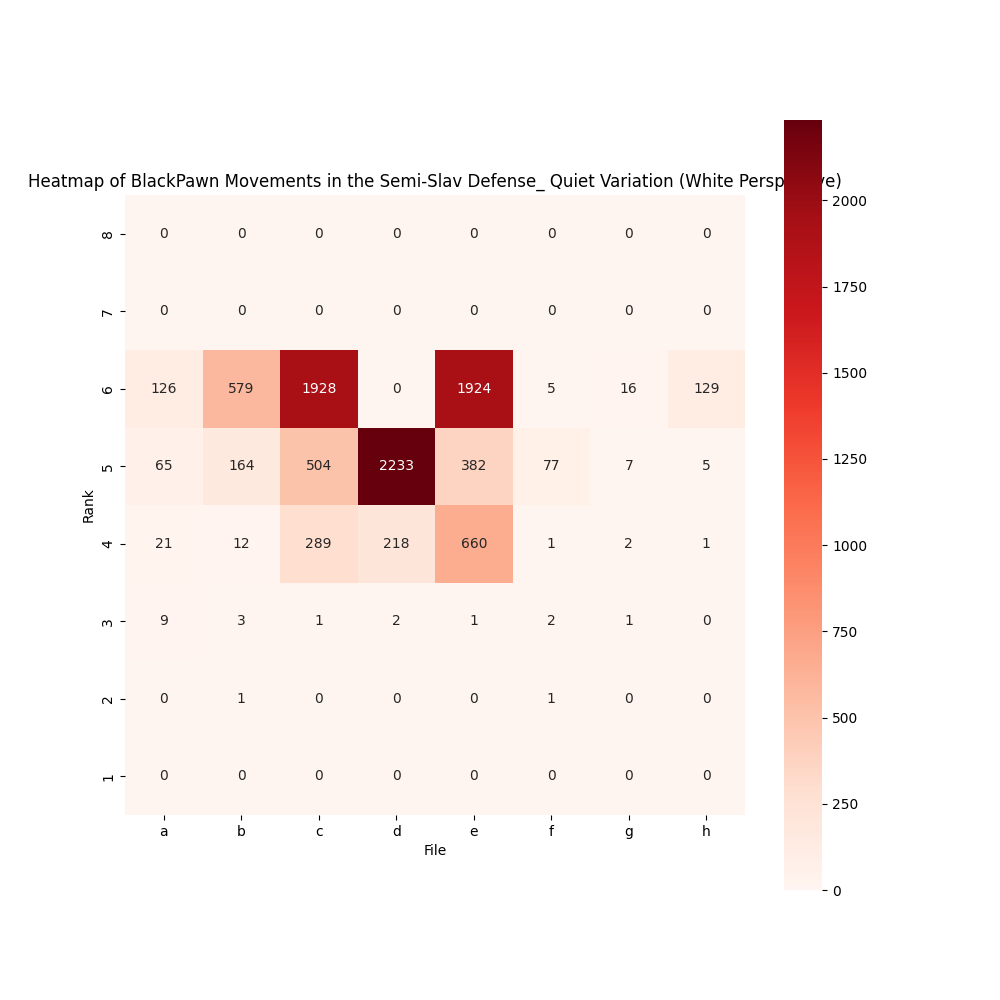 Heatmap of BlackPawn Movements in the Semi-Slav Defense_ Quiet Variation (White Persp ve)
8 0 0 0 0 0 0 0 0
7 0 0 0 0 0 0 0 0
6 126 579 1928 0 1924 5 16 129
5 65 164 504 2233 382 77 7 5
4 21 12 289 218 660 1 2 1
3 9 3 1 2 1 2 1 0
2 0 1 0 0 0 1 0 0
1 0 0 0 0 0 0 0 0
a b c d e f g h
File
Rank
2000
1750
1500
1250
1000
750
500
250
0